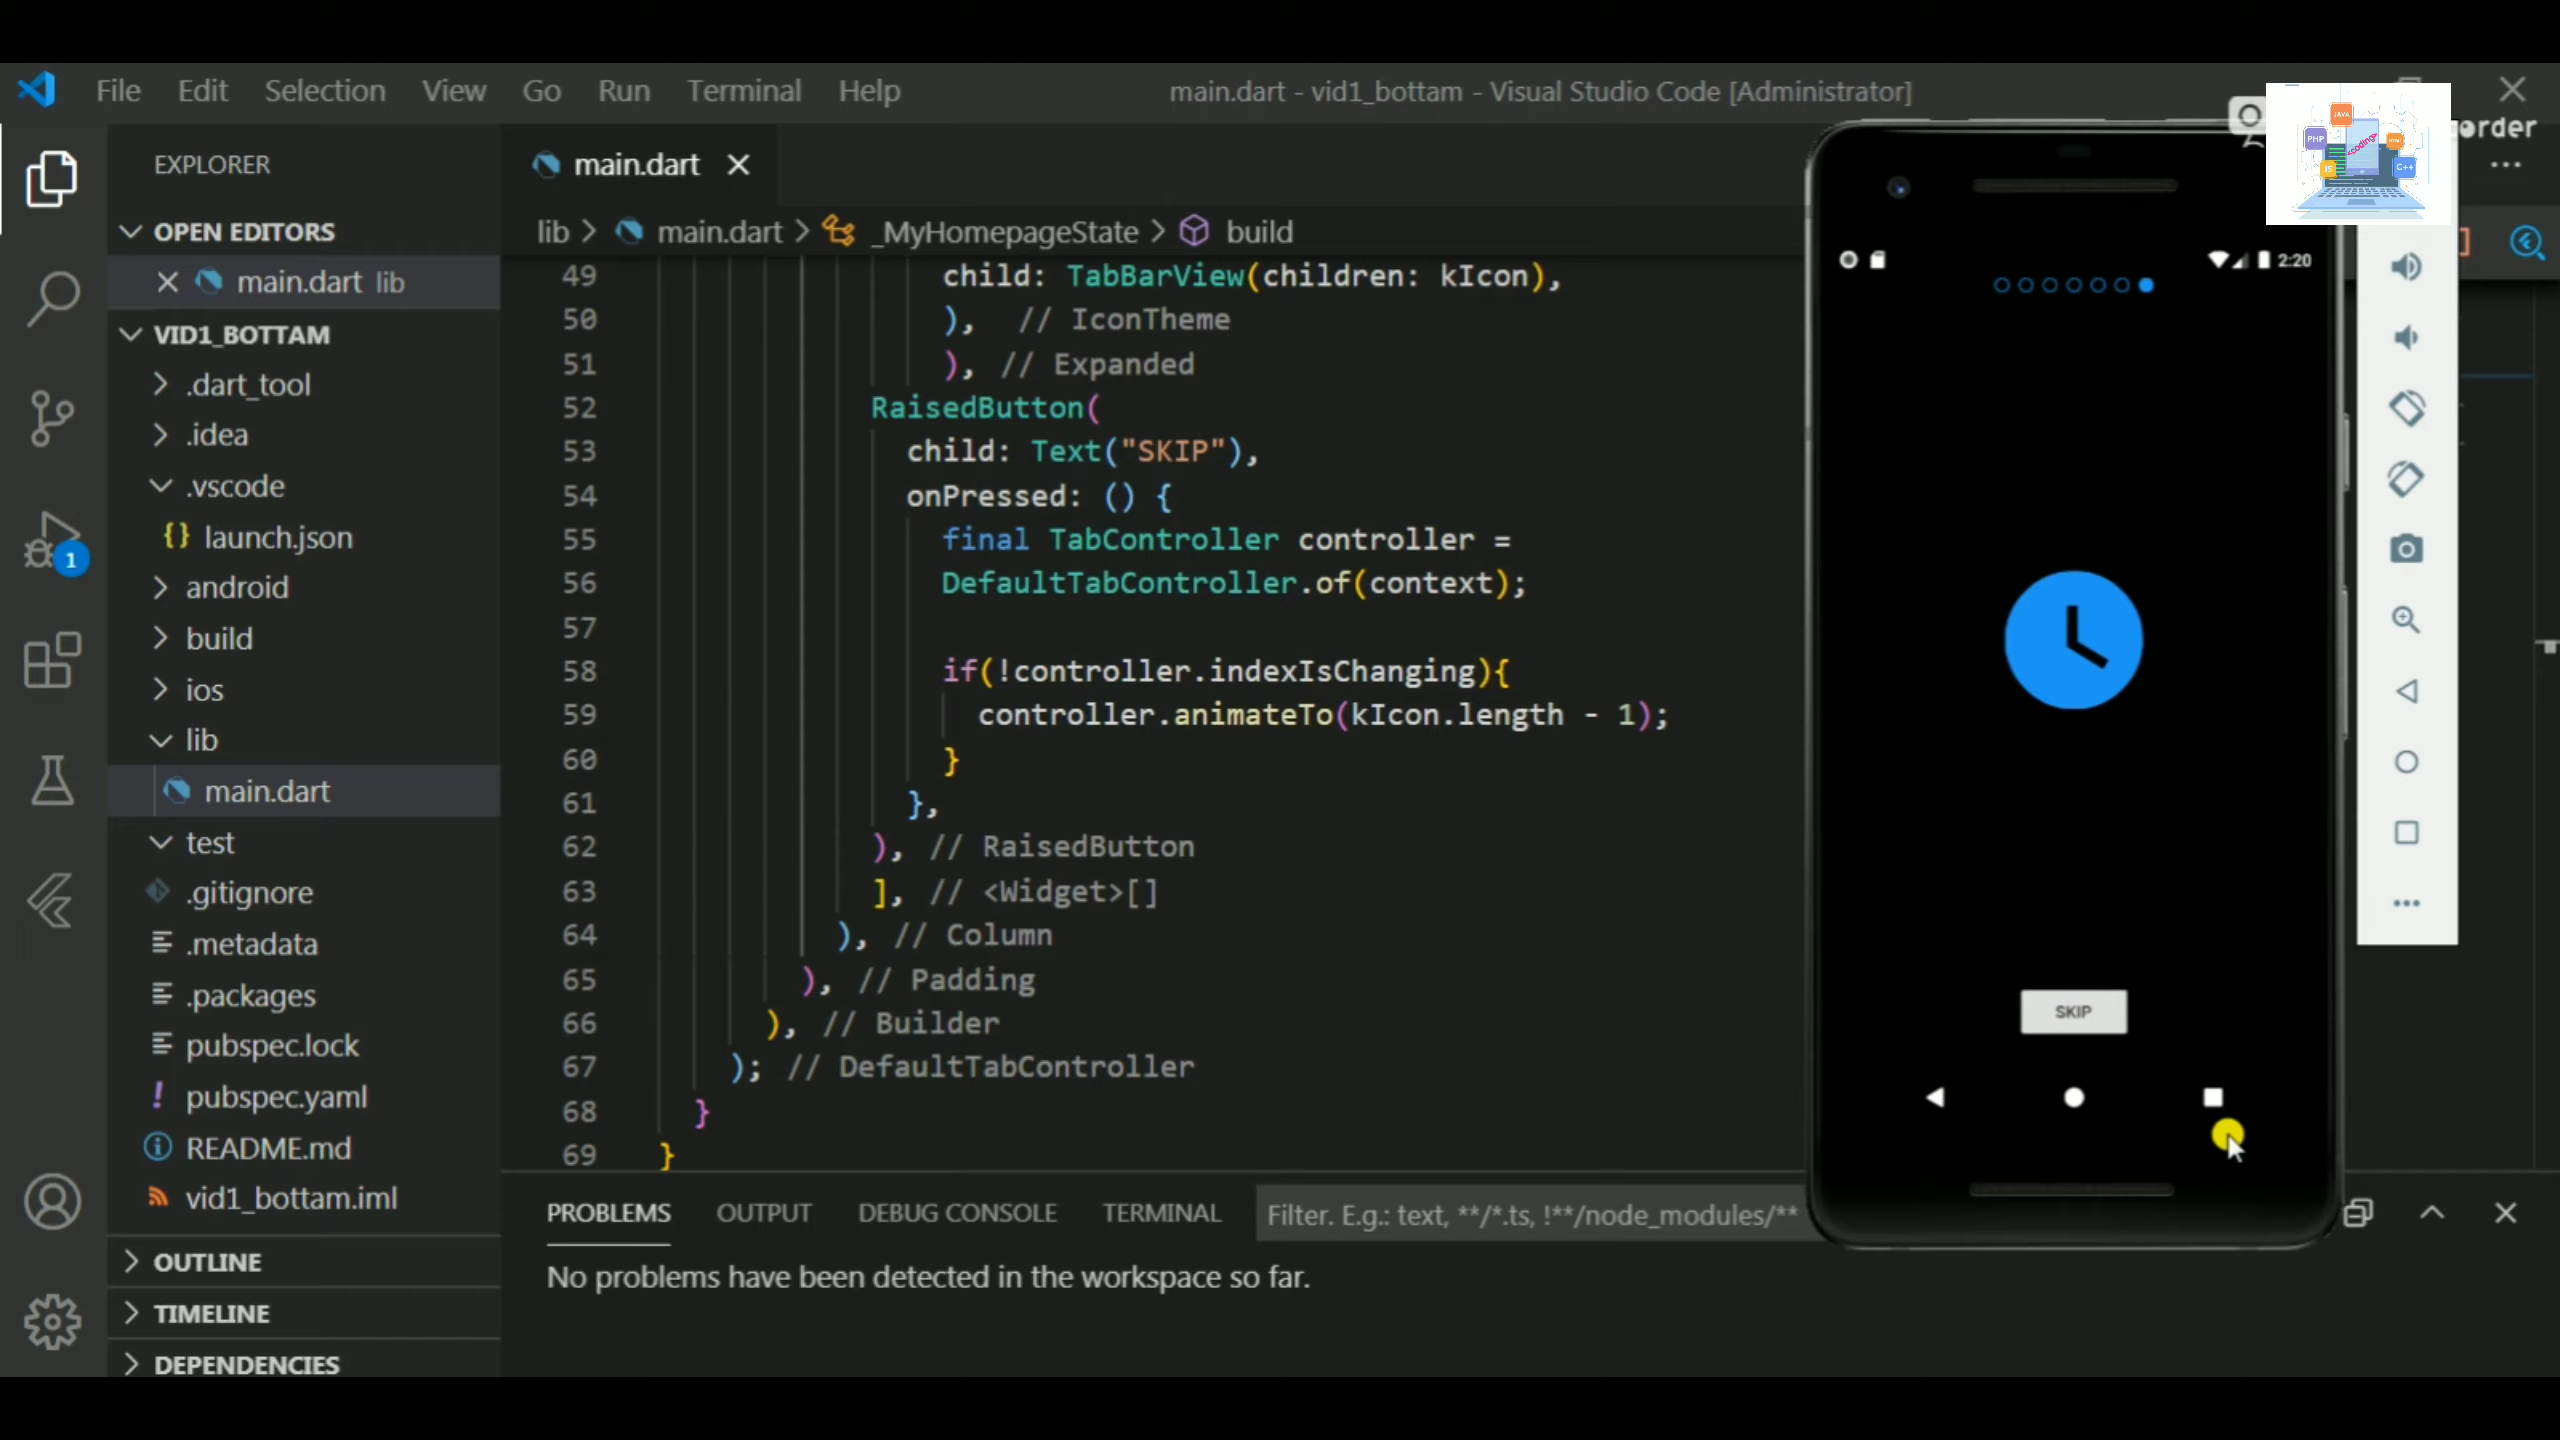 File Edit Selection View Go Run Terminal Help
main.dart - vid1_bottam - Visual Studio Code [Administrator]
EXPLORER
OPEN EDITORS
main.dart lib
VID1_BOTTAM
.dart_tool
.idea
.vscode
{} launch.json
android
build
ios
lib
main.dart
test
.gitignore
.metadata
.packages
pubspec.lock
! pubspec.yaml
README.md
vid1_bottam.iml
OUTLINE
TIMELINE
DEPENDENCIES
1
main.dart
lib > main.dart > _MyHomepageState > build
49 child: TabBarView(children: kIcon),
50 ), // IconTheme
51 ), // Expanded
52 RaisedButton(
53 child: Text("SKIP"),
54 onPressed: () {
55 final TabController controller =
56 DefaultTabController.of(context);
57
58 if(!controller.indexIsChanging){
59 controller.animateTo(kIcon.length - 1);
60 }
61 },
62 ), // RaisedButton
63 ], // <Widget>[]
64 ), // Column
65 ), // Padding
66 ), // Builder
67 ); // DefaultTabController
68 }
69 }
PROBLEMS OUTPUT DEBUG CONSOLE TERMINAL
Filter. E.g.: text, **/*.ts, !**/node_modules/**
No problems have been detected in the workspace so far.
2:20
SKIP
JAVA
PHP
coding
JS
C++
order